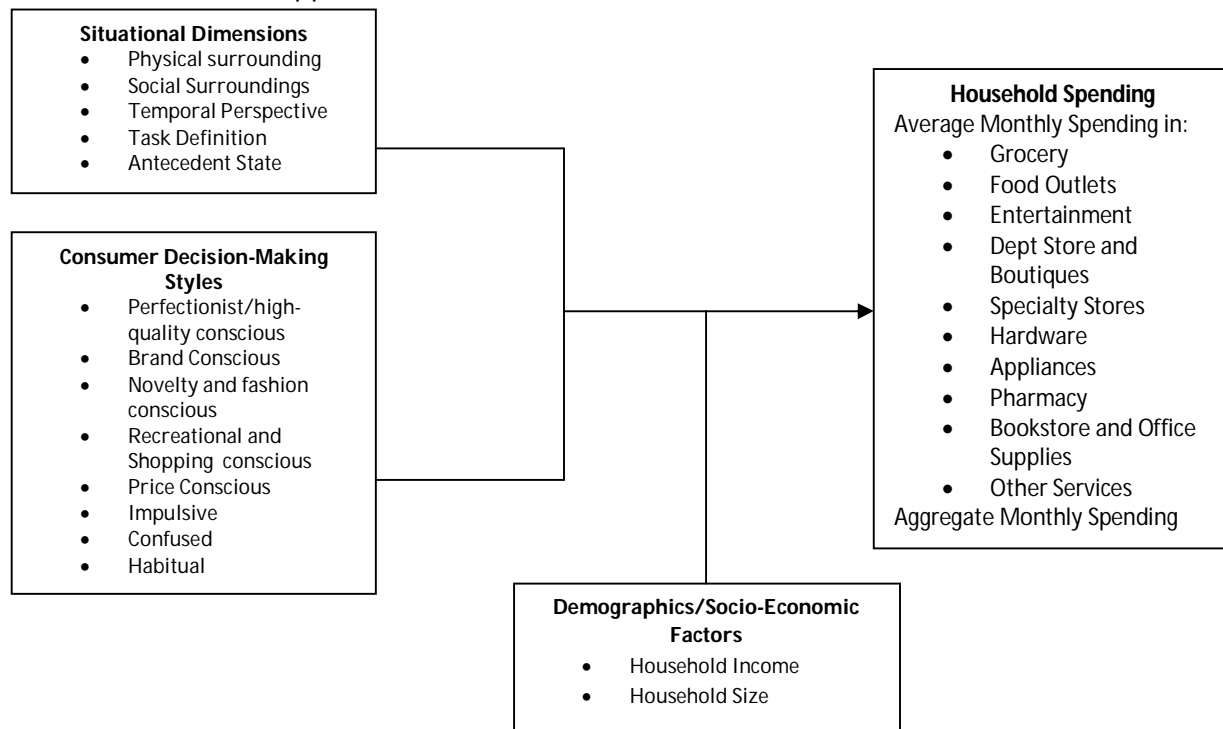 Situational Dimensions
• Physical surrounding
• Social Surroundings
• Temporal Perspective
• Task Definition
• Antecedent State
Consumer Decision-Making
Styles
• Perfectionist/high-
quality conscious
• Brand Conscious
• Novelty and fashion
conscious
• Recreational and
Shopping conscious
• Price Conscious
• Impulsive
• Confused
• Habitual
Household Spending
Average Monthly Spending in:
• Grocery
• Food Outlets
• Entertainment
• Dept Store and
Boutiques
• Specialty Stores
• Hardware
• Appliances
• Pharmacy
• Bookstore and Office
Supplies
• Other Services
Aggregate Monthly Spending
Demographics/Socio-Economic
Factors
• Household Income
• Household Size